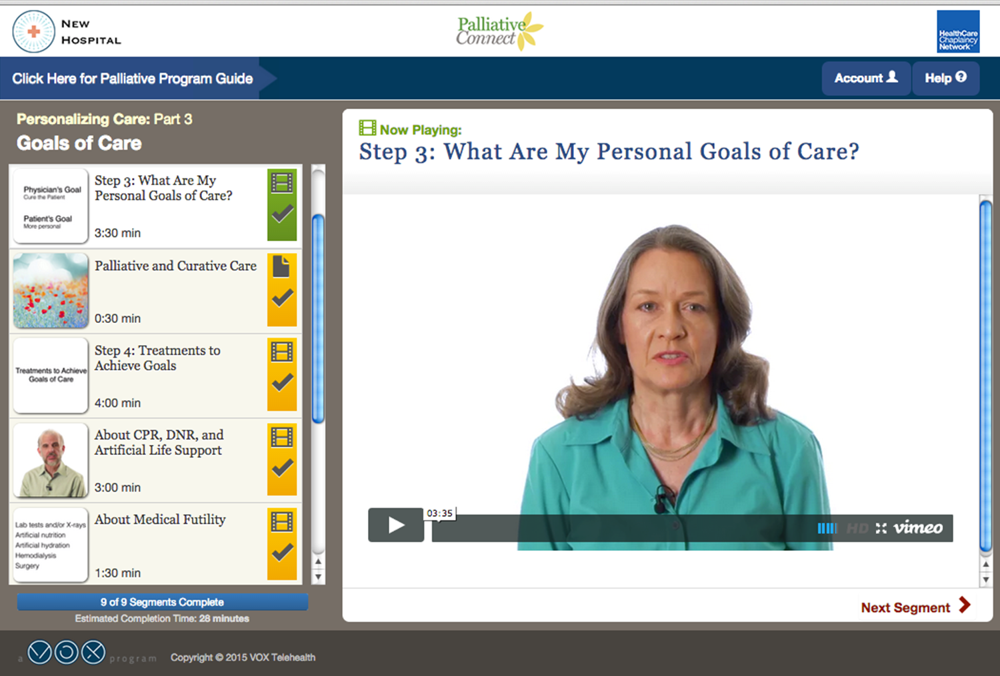 NEW
HOSPITAL
Palliative
Connect
HealthCare
Chaplaincy
Network™
Click Here for Palliative Program Guide
Account
Help
Personalizing Care: Part 3
Goals of Care
Physician's Goal
Cure the Patient
Patient's Goal
More personal
Step 3: What Are My
Personal Goals of Care?
3:30 min
Palliative and Curative Care
0:30 min
Treatments to Achieve
Goals of Care
Step 4: Treatments to
Achieve Goals
4:00 min
About CPR, DNR, and
Artificial Life Support
3:00 min
Lab tests and/or X-rays
Artificial nutrition
Artificial hydration
Hemodialysis
Surgery
About Medical Futility
1:30 min
9 of 9 Segments Complete
Estimated Completion Time: 28 minutes
Now Playing:
Step 3: What Are My Personal Goals of Care?
03:35
HD
vimeo
Next Segment
a VOX program
Copyright © 2015 VOX Telehealth